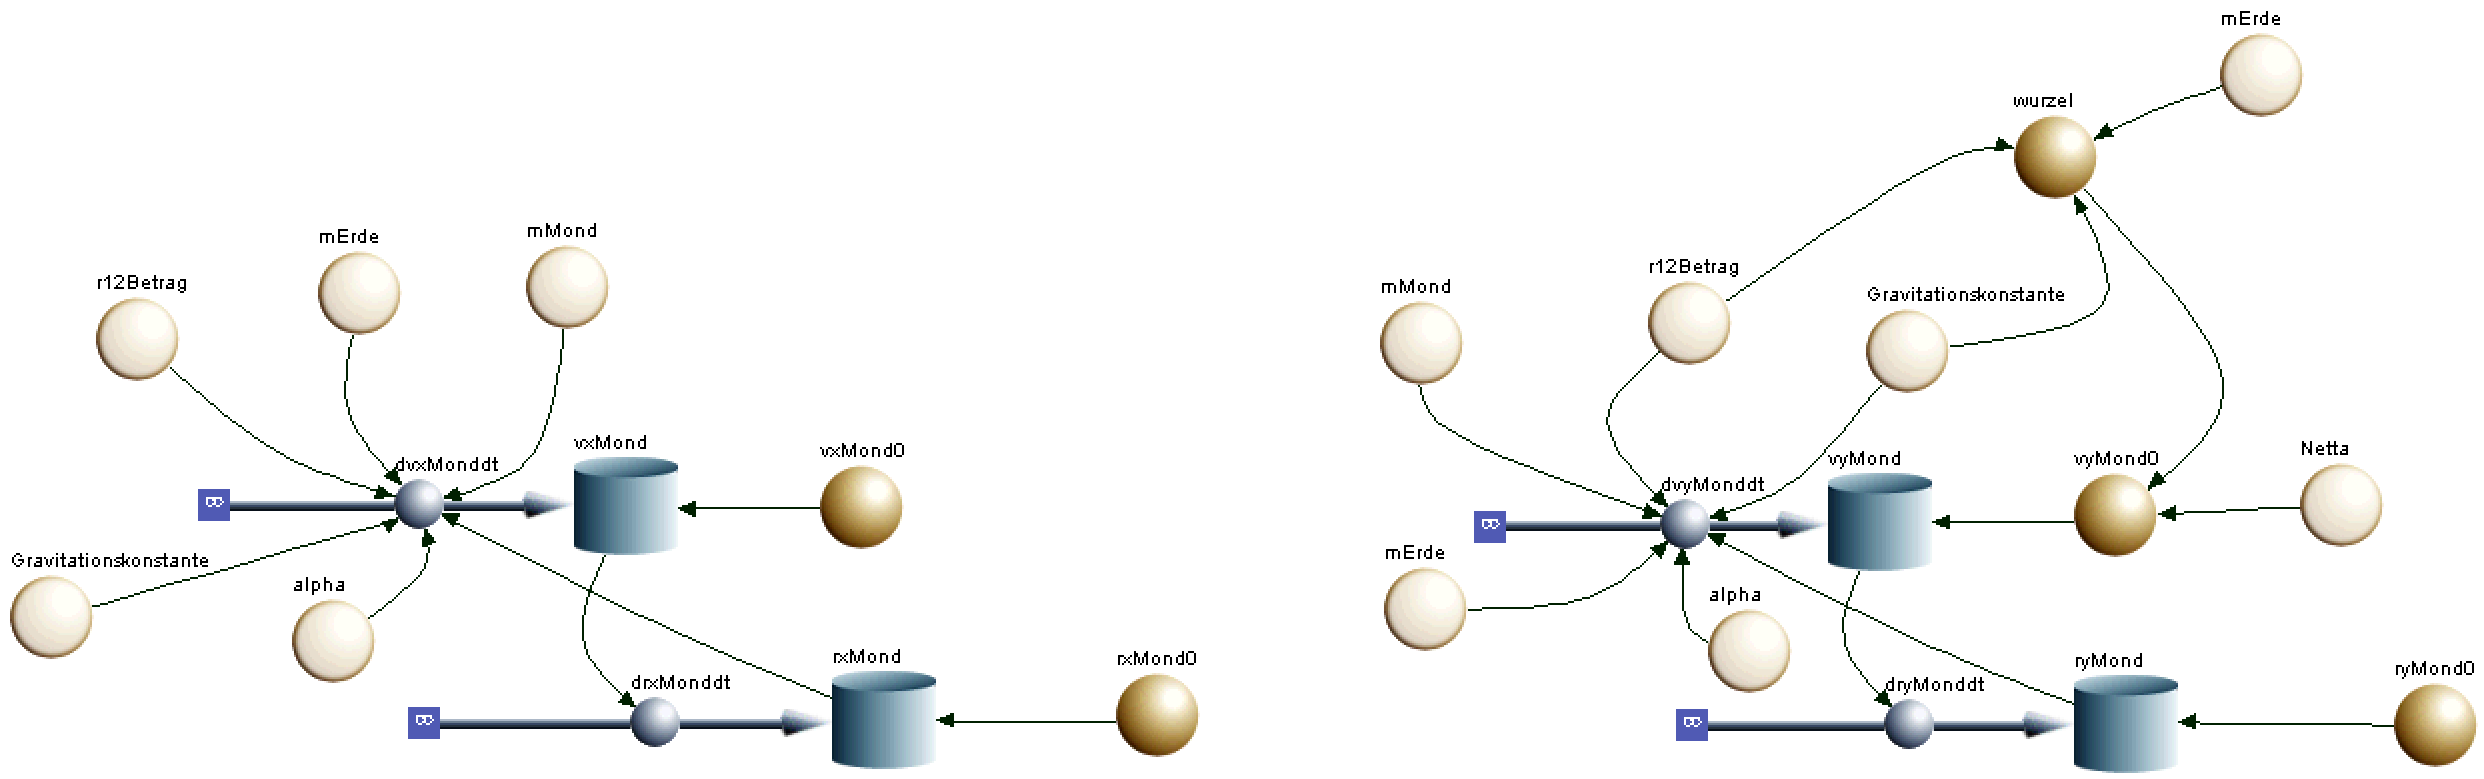 mErde
wurzel
mErde
mMond
r12Betrag
r12Betrag
mMond
Gravitationskonstante
dvxMonddt
vxMond
vxMond0
dvyMonddt
vyMond
vyMond0
Netta
Gravitationskonstante
alpha
mErde
alpha
rxMond
rxMond0
drxMonddt
ryMond
ryMond0
dryMonddt